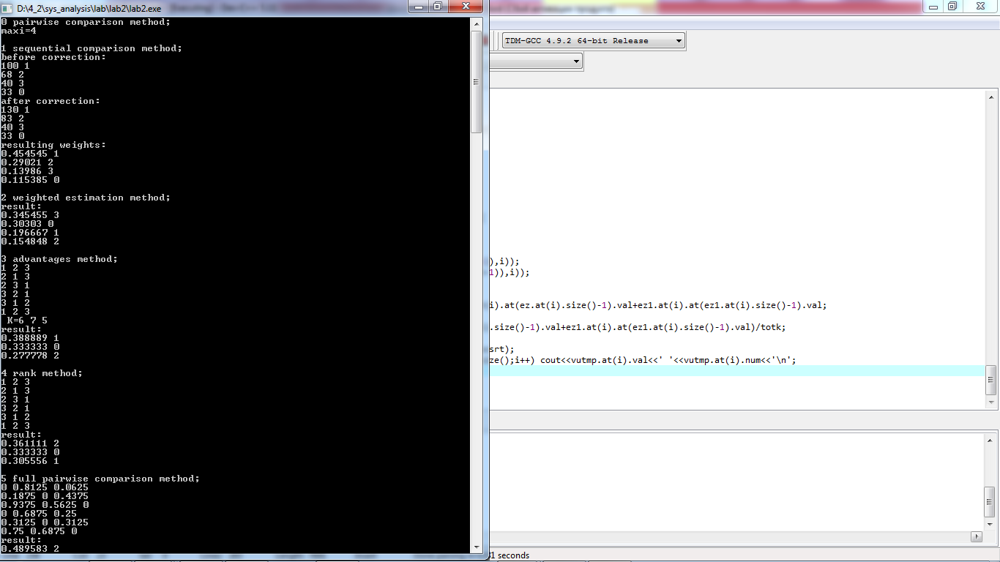 D:\4_2\sys_analysis\lab\lab2\lab2.exe
0 pairwise comparison method;
maxi=4
1 sequential comparison method;
before correction:
100 1
68 2
40 3
33 0
after correction:
130 1
83 2
40 3
33 0
resulting weights:
0.454545 1
0.29021 2
0.13986 3
0.115385 0
2 weighted estimation method;
result:
0.345455 3
0.30303 0
0.196667 1
0.154848 2
3 advantages method;
1 2 3
2 1 3
2 3 1
3 2 1
3 1 2
1 2 3
K=6 7 5
result:
0.388889 1
0.333333 0
0.277778 2
4 rank method;
1 2 3
2 1 3
2 3 1
3 2 1
3 1 2
1 2 3
result:
0.361111 2
0.333333 0
0.305556 1
5 full pairwise comparison method;
0 0.8125 0.0625
0.1875 0 0.4375
0.9375 0.5625 0
0 0.6875 0.25
0.3125 0 0.3125
0.75 0.6875 0
result:
0.489583 2
TDM-GCC 4.9.2 64-bit Release
),i));
1)),i));
i).at(ez.at(i).size()-1).val+ez1.at(i).at(ez1.at(i).size()-1).val;
.size()-1).val+ez1.at(i).at(ez1.at(i).size()-1).val)/totk;
srt);
ze();i++) cout<<vutmp.at(i).val<<' '<<vutmp.at(i).num<<'\n';
31 seconds